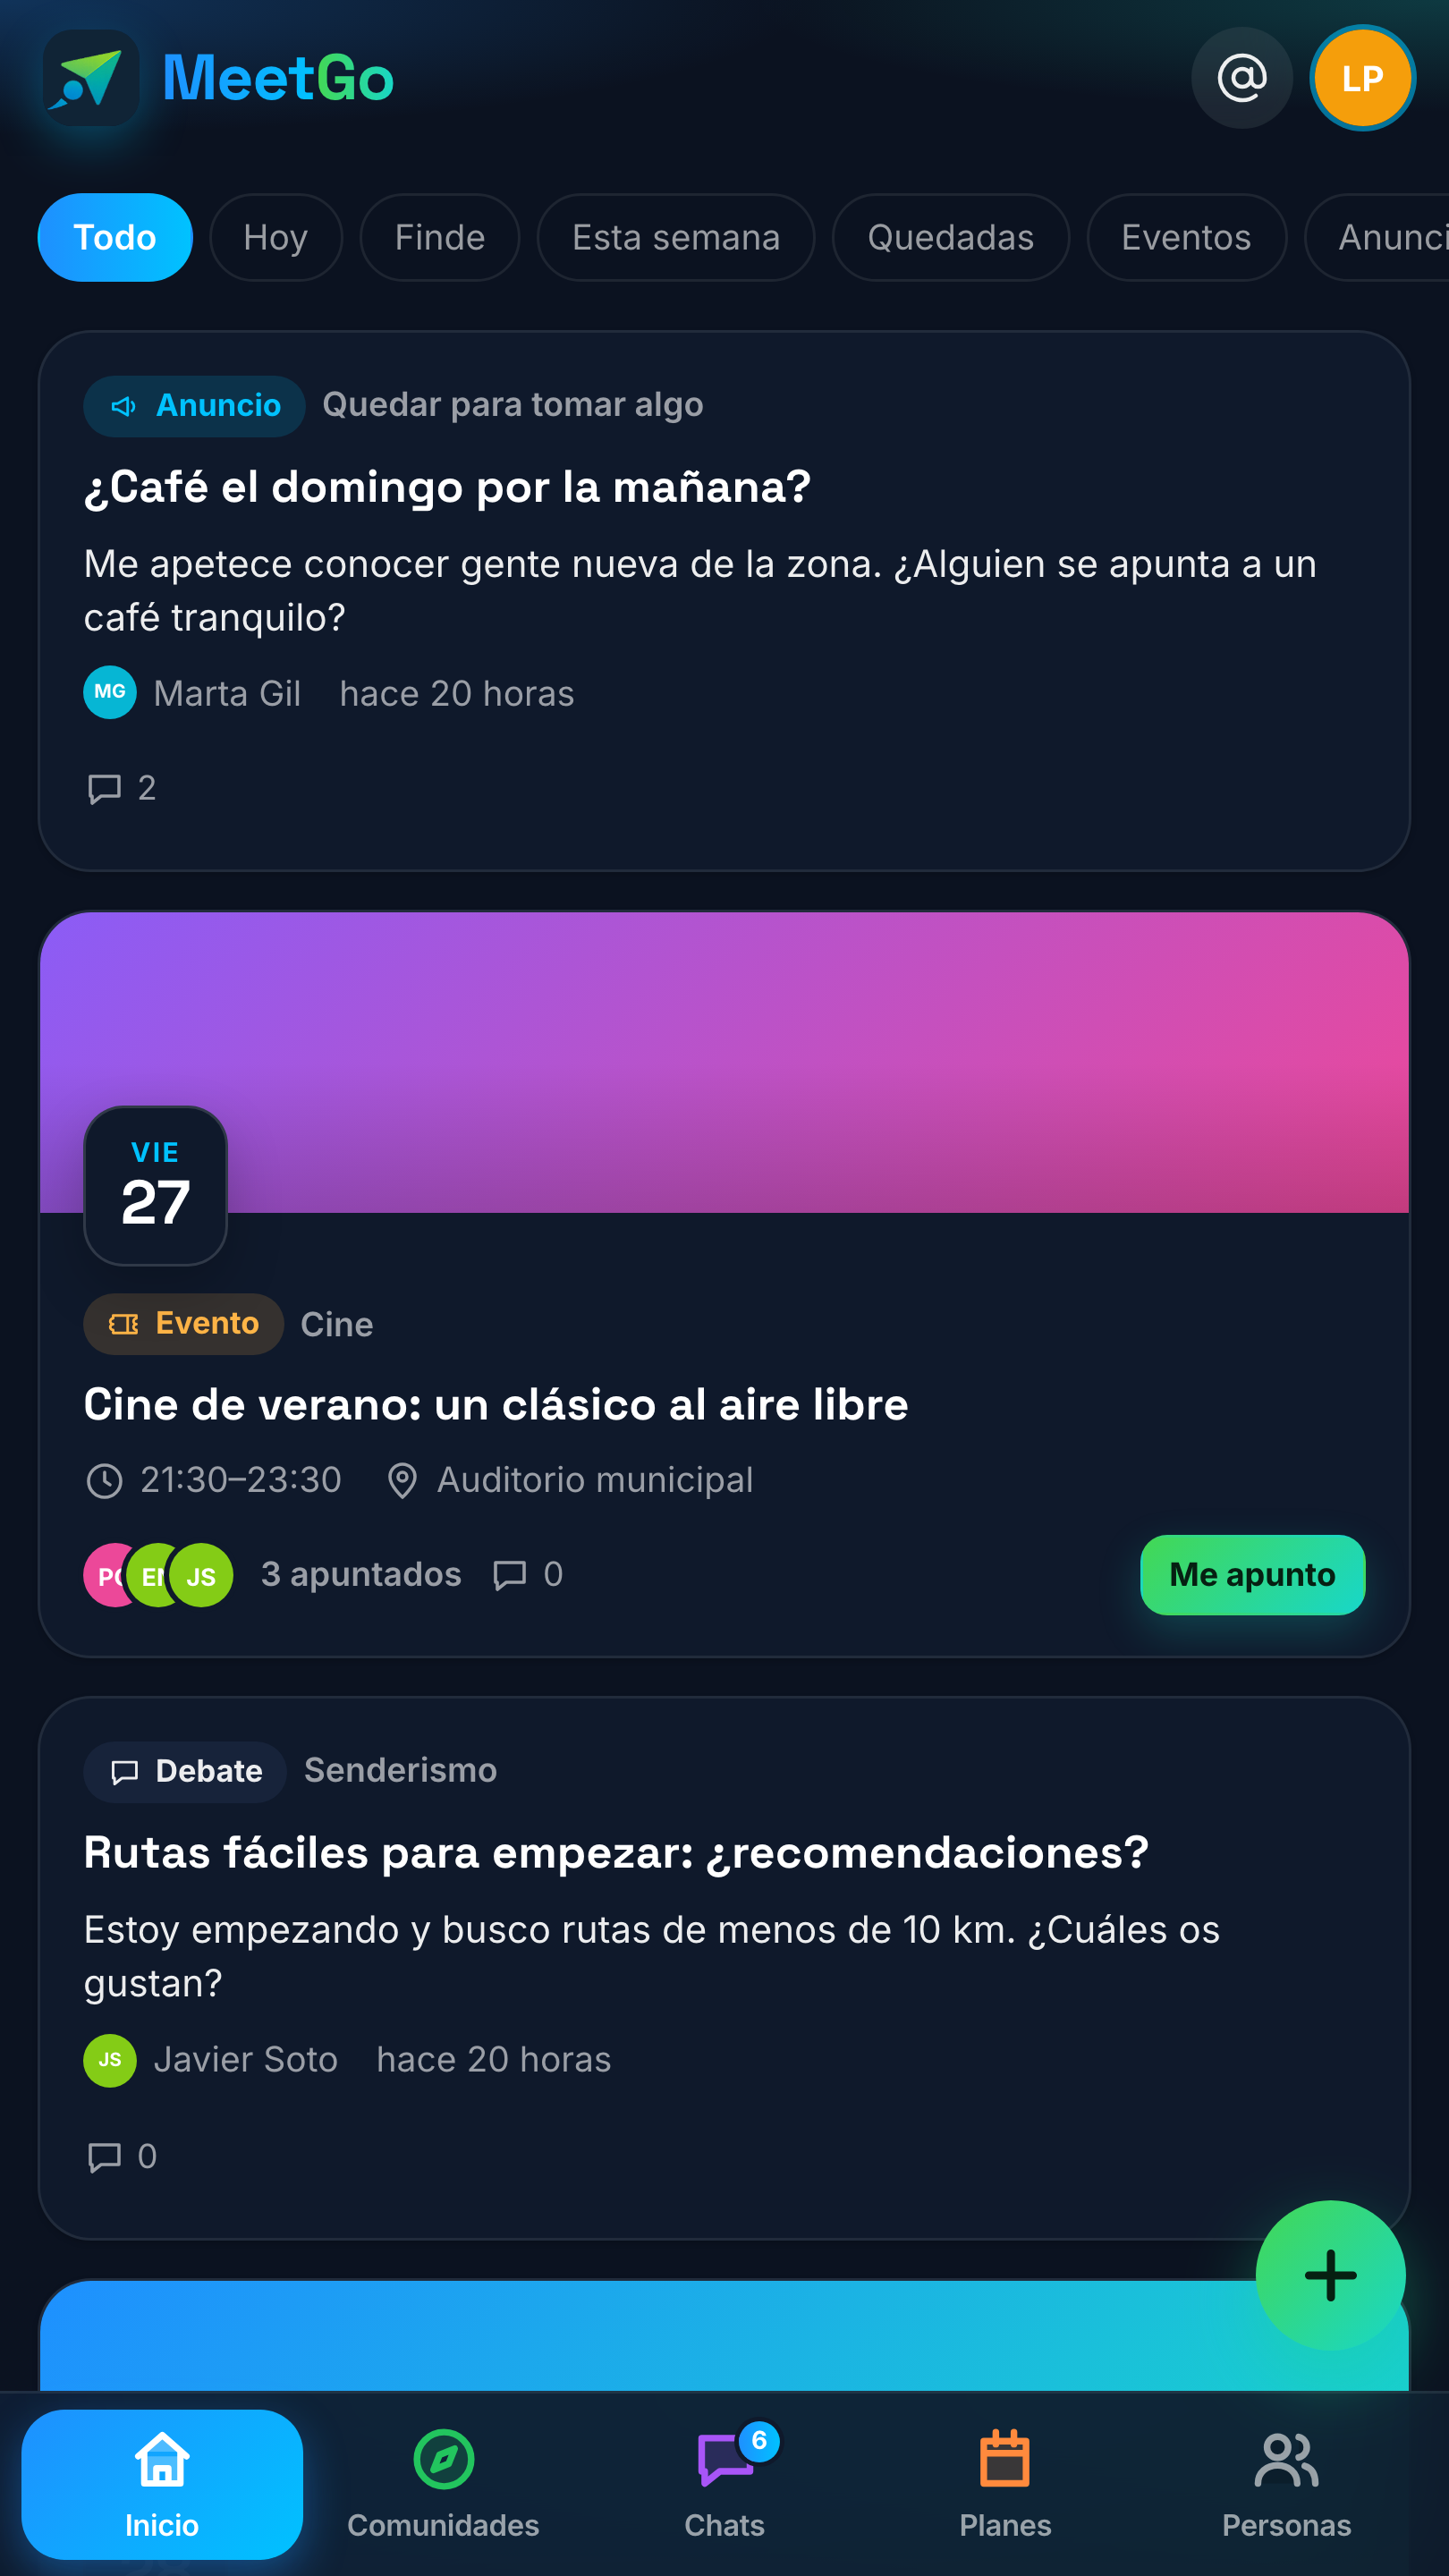 MeetGo
@
LP
Todo
Hoy
Finde
Esta semana
Quedadas
Eventos
Anuncio
Quedar para tomar algo
¿Café el domingo por la mañana?
Me apetece conocer gente nueva de la zona. ¿Alguien se apunta a un
café tranquilo?
MG
Marta Gil
hace 20 horas
2
VIE
27
Evento
Cine
Cine de verano: un clásico al aire libre
21:30–23:30
Auditorio municipal
JS
3 apuntados
0
Me apunto
Debate
Senderismo
Rutas fáciles para empezar: ¿recomendaciones?
Estoy empezando y busco rutas de menos de 10 km. ¿Cuáles os
gustan?
JS
Javier Soto
hace 20 horas
0
Inicio
Comunidades
6
Chats
Planes
Personas